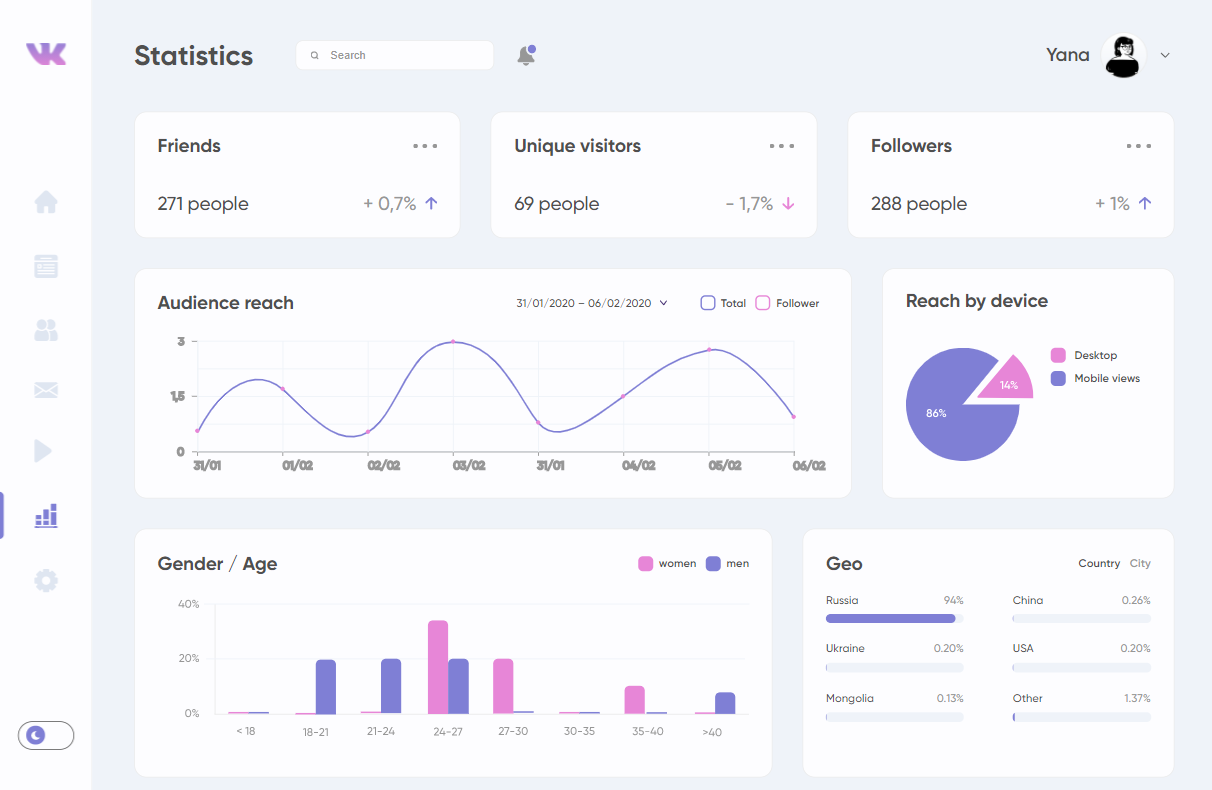 Statistics
Search
Yana
Friends
271 people
+ 0,7%
Unique visitors
69 people
- 1,7%
Followers
288 people
+ 1%
Audience reach
31/01/2020 – 06/02/2020
Total
Follower
3
1,5
0
31/01 01/02 02/02 03/02 31/01 04/02 05/02 06/02
Reach by device
Desktop
Mobile views
14%
86%
Gender / Age
women
men
40%
20%
0%
< 18 18-21 21-24 24-27 27-30 30-35 35-40 >40
Geo
Country City
Russia 94%
China 0.26%
Ukraine 0.20%
USA 0.20%
Mongolia 0.13%
Other 1.37%